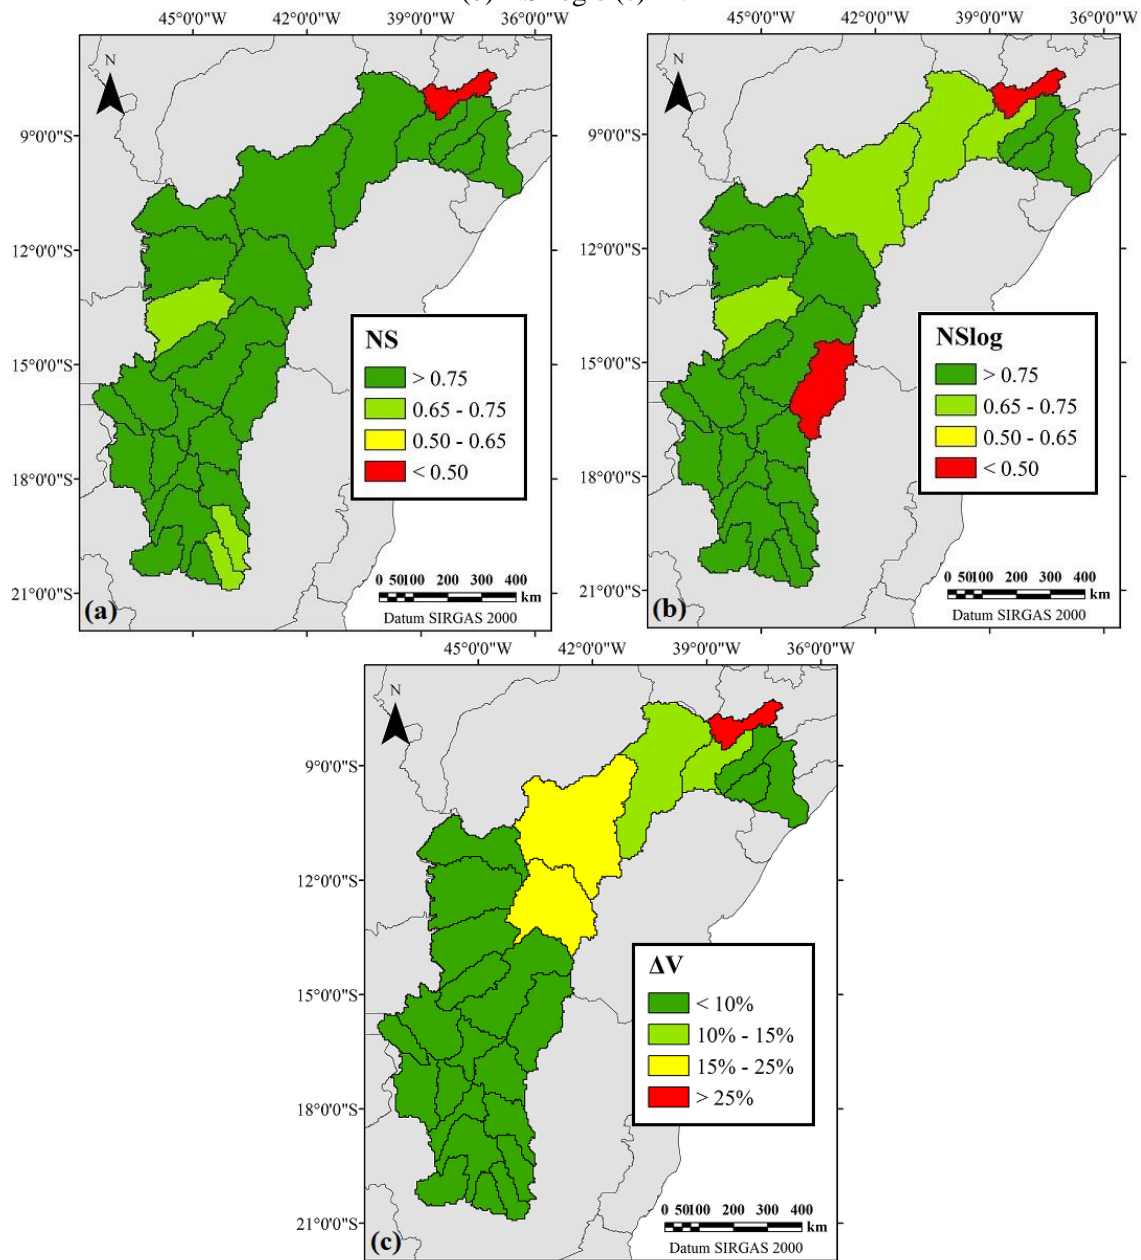 45°0'0"W 42°0'0"W 39°0'0"W 36°0'0"W
N
9°0'0"S
12°0'0"S
15°0'0"S
18°0'0"S
21°0'0"S
NS
> 0.75
0.65 - 0.75
0.50 - 0.65
< 0.50
0 50100 200 300 400
km
Datum SIRGAS 2000
(a)
45°0'0"W 42°0'0"W 39°0'0"W 36°0'0"W
N
9°0'0"S
12°0'0"S
15°0'0"S
18°0'0"S
21°0'0"S
NSlog
> 0.75
0.65 - 0.75
0.50 - 0.65
< 0.50
0 50100 200 300 400
km
Datum SIRGAS 2000
(b)
45°0'0"W 42°0'0"W 39°0'0"W 36°0'0"W
N
9°0'0"S
12°0'0"S
15°0'0"S
18°0'0"S
21°0'0"S
ΔV
< 10%
10% - 15%
15% - 25%
> 25%
0 50100 200 300 400
km
Datum SIRGAS 2000
(c)